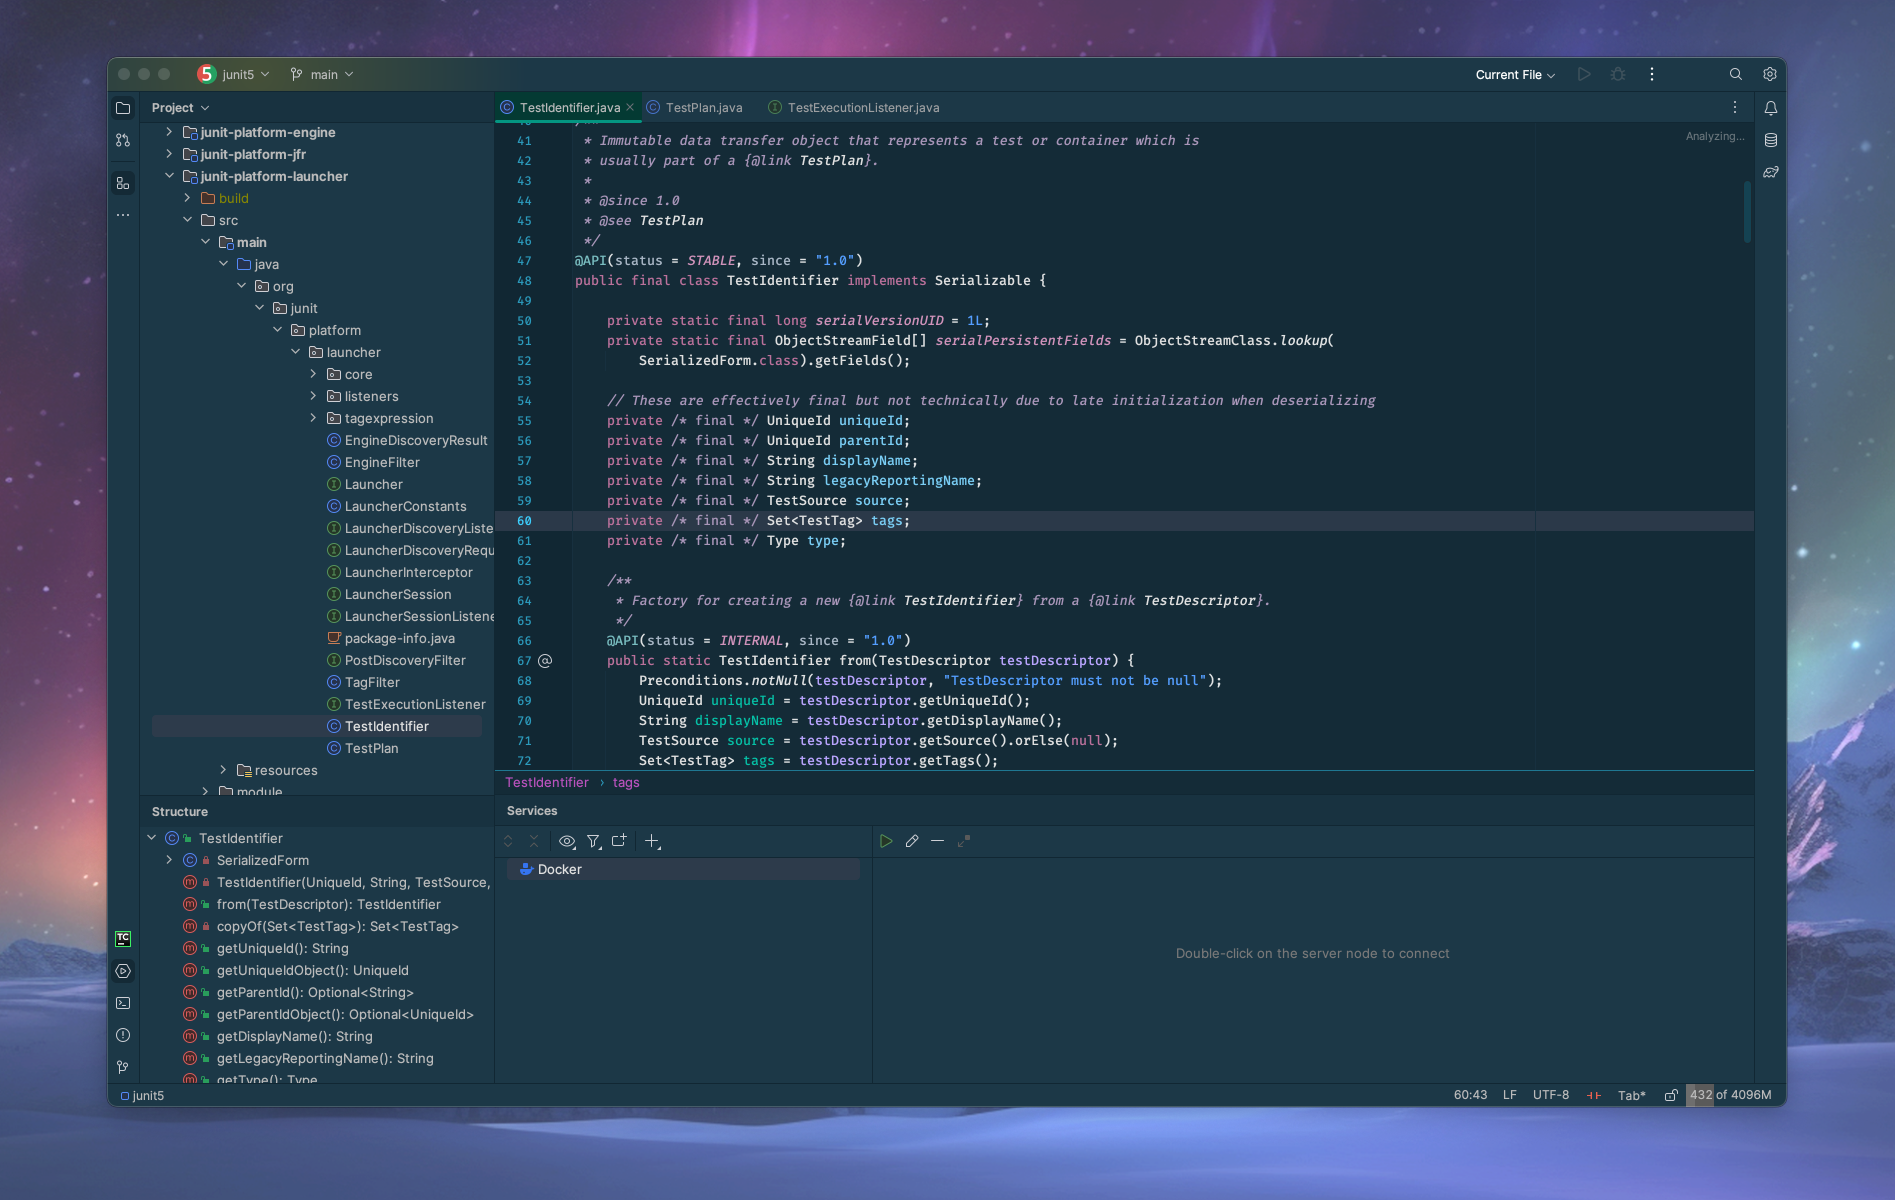 5 junit5 main Current File
Project
junit-platform-engine
junit-platform-jfr
junit-platform-launcher
build
src
main
java
org
junit
platform
launcher
core
listeners
tagexpression
EngineDiscoveryResult
EngineFilter
Launcher
LauncherConstants
LauncherDiscoveryListe
LauncherDiscoveryRequ
LauncherInterceptor
LauncherSession
LauncherSessionListene
package-info.java
PostDiscoveryFilter
TagFilter
TestExecutionListener
TestIdentifier
TestPlan
resources
module
TestIdentifier.java TestPlan.java TestExecutionListener.java
Analyzing...
41 * Immutable data transfer object that represents a test or container which is
42 * usually part of a {@link TestPlan}.
43 *
44 * @since 1.0
45 * @see TestPlan
46 */
47 @API(status = STABLE, since = "1.0")
48 public final class TestIdentifier implements Serializable {
49
50 private static final long serialVersionUID = 1L;
51 private static final ObjectStreamField[] serialPersistentFields = ObjectStreamClass.lookup(
52 SerializedForm.class).getFields();
53
54 // These are effectively final but not technically due to late initialization when deserializing
55 private /* final */ UniqueId uniqueId;
56 private /* final */ UniqueId parentId;
57 private /* final */ String displayName;
58 private /* final */ String legacyReportingName;
59 private /* final */ TestSource source;
60 private /* final */ Set<TestTag> tags;
61 private /* final */ Type type;
62
63 /**
64 * Factory for creating a new {@link TestIdentifier} from a {@link TestDescriptor}.
65 */
66 @API(status = INTERNAL, since = "1.0")
67 @ public static TestIdentifier from(TestDescriptor testDescriptor) {
68 Preconditions.notNull(testDescriptor, "TestDescriptor must not be null");
69 UniqueId uniqueId = testDescriptor.getUniqueId();
70 String displayName = testDescriptor.getDisplayName();
71 TestSource source = testDescriptor.getSource().orElse(null);
72 Set<TestTag> tags = testDescriptor.getTags();
TestIdentifier › tags
Structure
TestIdentifier
SerializedForm
TestIdentifier(UniqueId, String, TestSource,
from(TestDescriptor): TestIdentifier
copyOf(Set<TestTag>): Set<TestTag>
getUniqueId(): String
getUniqueIdObject(): UniqueId
getParentId(): Optional<String>
getParentIdObject(): Optional<UniqueId>
getDisplayName(): String
getLegacyReportingName(): String
getType(): Type
Services
Docker
Double-click on the server node to connect
TC
junit5
60:43 LF UTF-8 Tab* 432 of 4096M